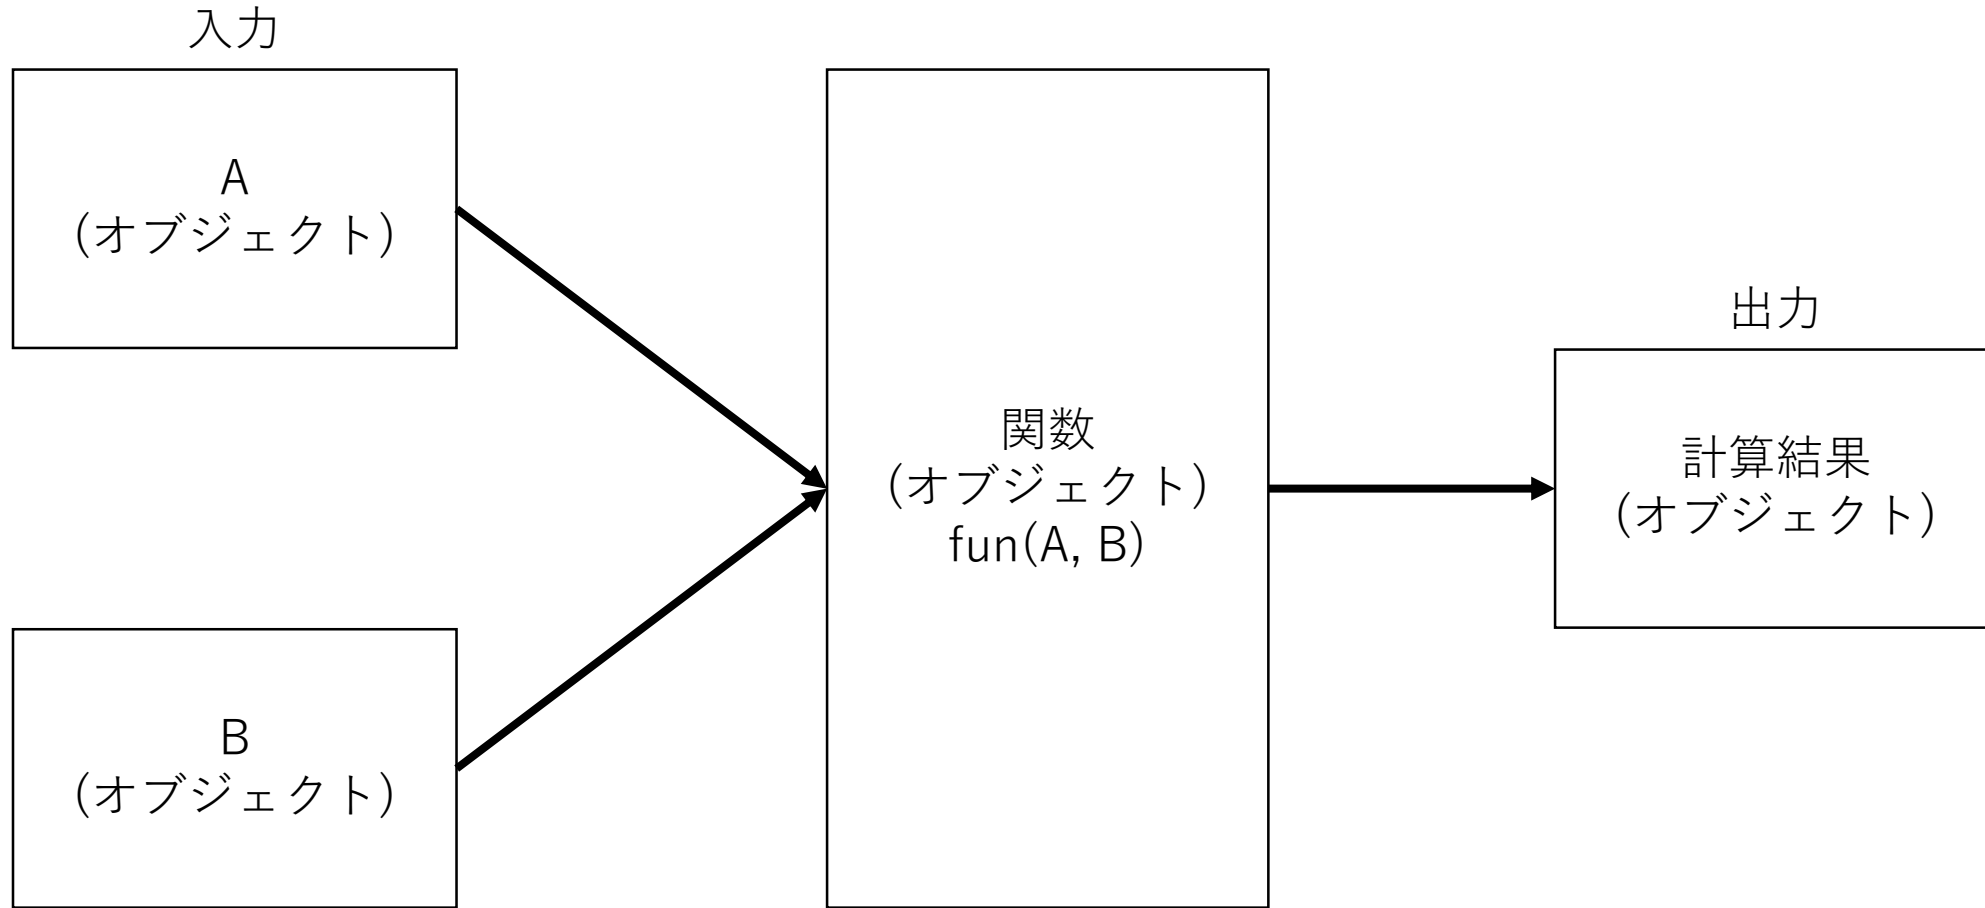 入力
A
(オブジェクト)
B
(オブジェクト)
関数
(オブジェクト)
fun(A, B)
出力
計算結果
(オブジェクト)